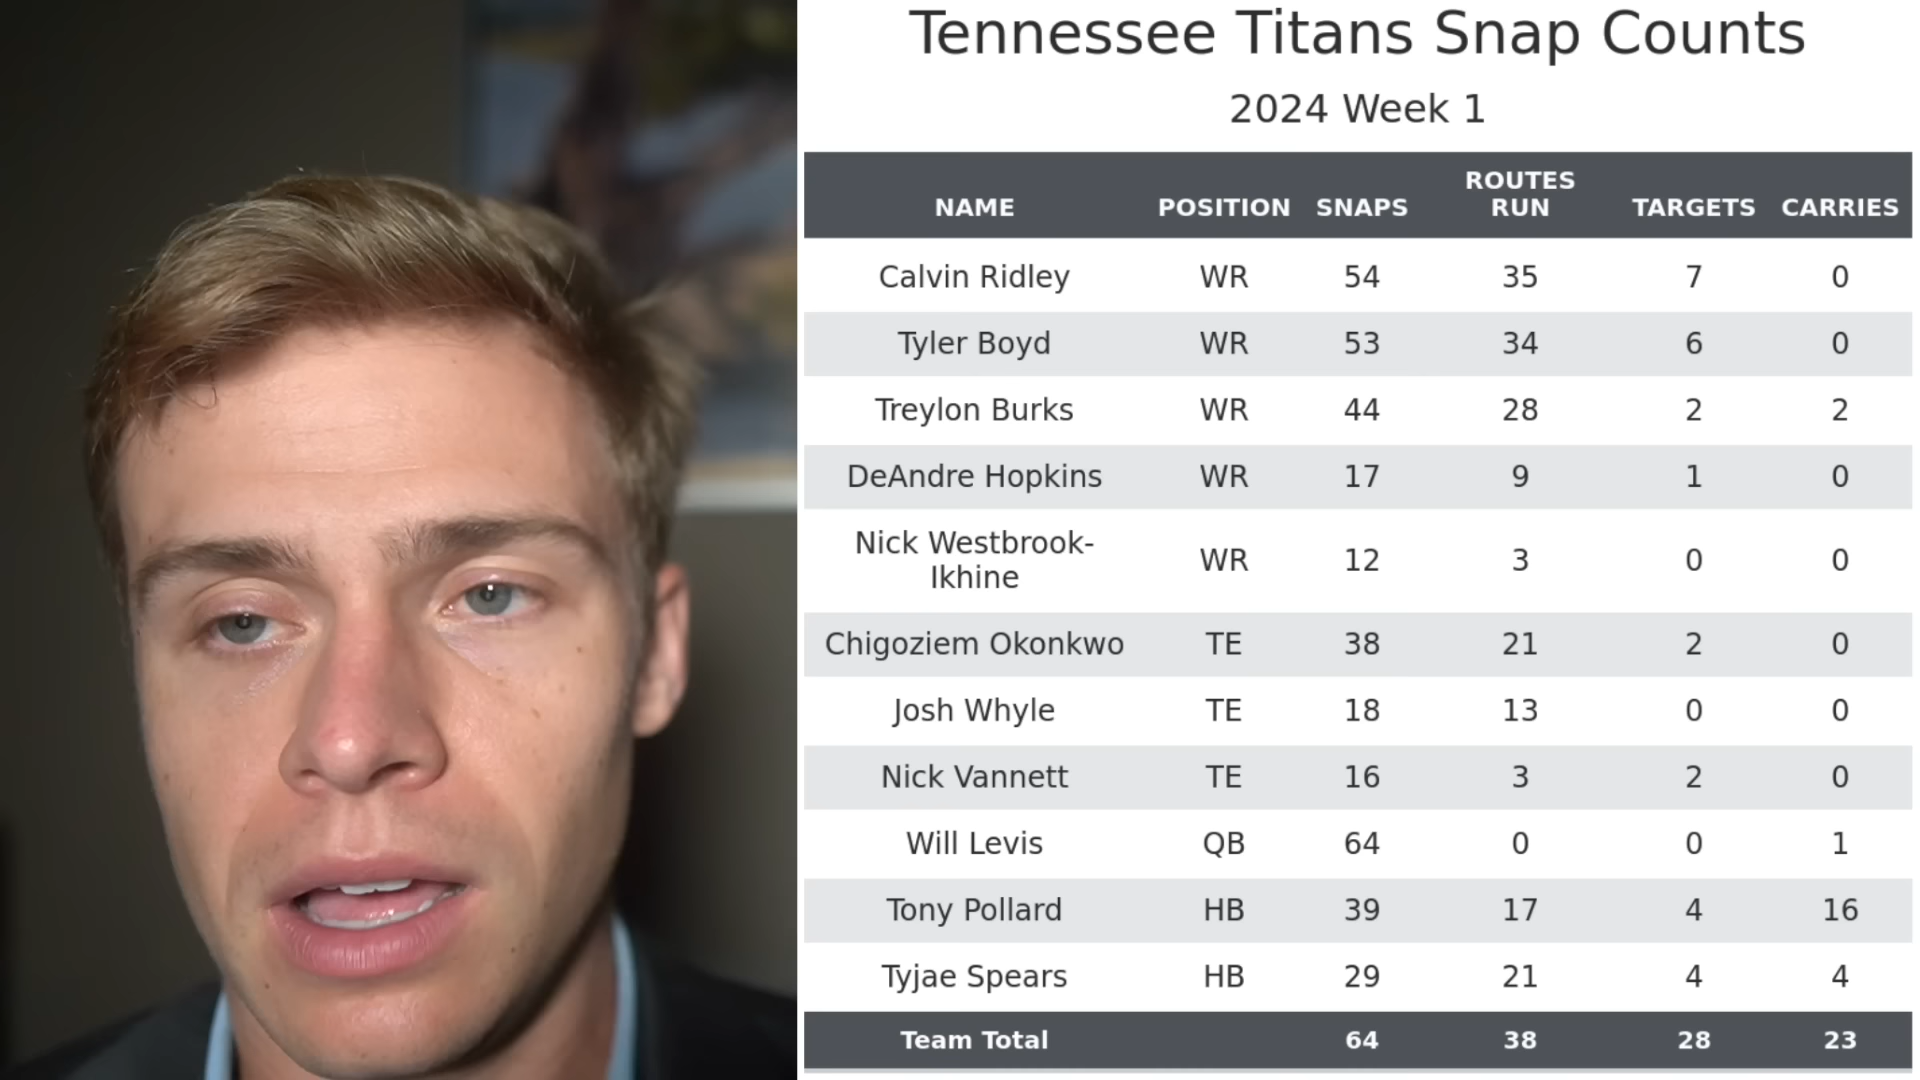 Tennessee Titans Snap Counts
2024 Week 1
NAME POSITION SNAPS ROUTES RUN TARGETS CARRIES
Calvin Ridley WR 54 35 7 0
Tyler Boyd WR 53 34 6 0
Treylon Burks WR 44 28 2 2
DeAndre Hopkins WR 17 9 1 0
Nick Westbrook-
Ikhine WR 12 3 0 0
Chigoziem Okonkwo TE 38 21 2 0
Josh Whyle TE 18 13 0 0
Nick Vannett TE 16 3 2 0
Will Levis QB 64 0 0 1
Tony Pollard HB 39 17 4 16
Tyjae Spears HB 29 21 4 4
Team Total 64 38 28 23